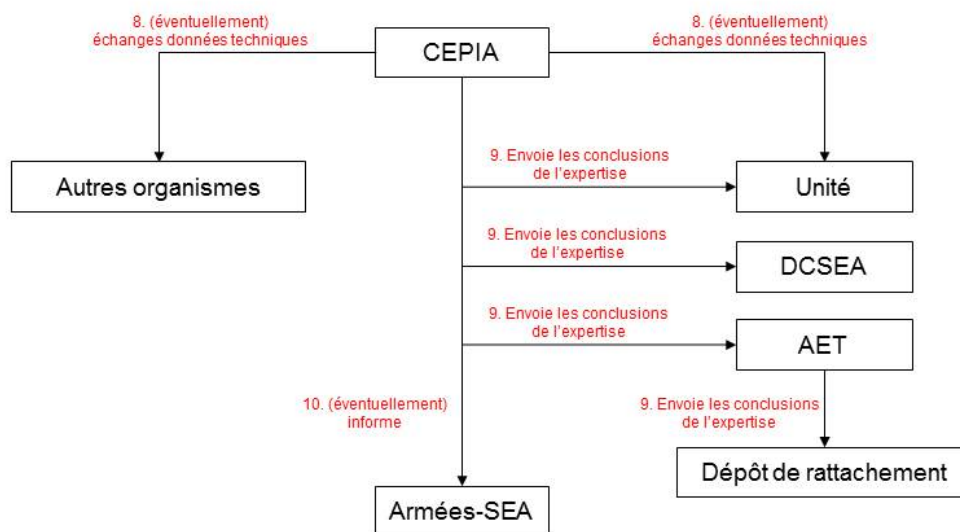 8. (éventuellement)
échanges données techniques
CEPIA
8. (éventuellement)
échanges données techniques
Autres organismes
9. Envoie les conclusions
de l'expertise
Unité
9. Envoie les conclusions
de l'expertise
DCSEA
9. Envoie les conclusions
de l'expertise
AET
10. (éventuellement)
informe
9. Envoie les conclusions
de l'expertise
Dépôt de rattachement
Armées-SEA